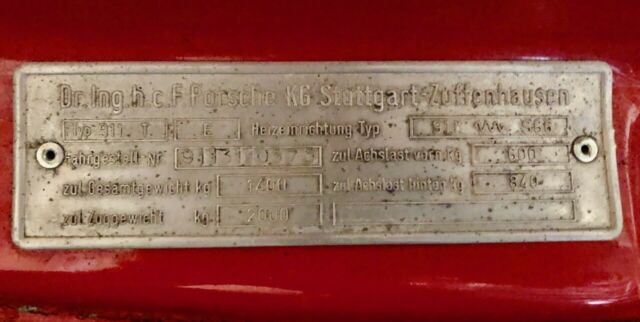 Dr. Ing. h. c. F. Porsche KG Stuttgart-Zuffenhausen
Typ 911 T E Heizeinrichtung Typ
Fahrgestell-Nr zul Achslast vorn kg 600
zul Gesamtgewicht kg 1400 zul Achslast hinten kg 840
zul Zuggewicht kg 2000